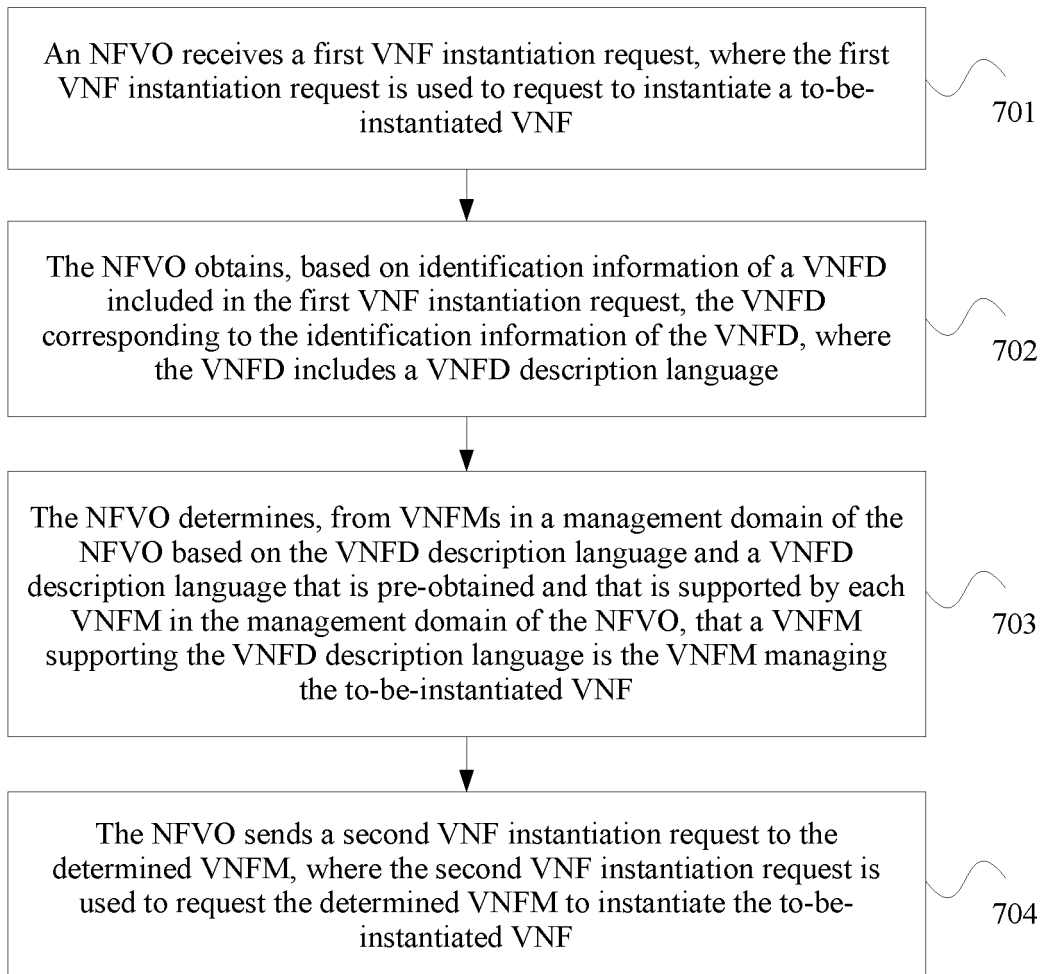 An NFVO receives a first VNF instantiation request, where the first
VNF instantiation request is used to request to instantiate a to-be-
instantiated VNF
701
The NFVO obtains, based on identification information of a VNFD
included in the first VNF instantiation request, the VNFD
corresponding to the identification information of the VNFD, where
the VNFD includes a VNFD description language
702
The NFVO determines, from VNFMs in a management domain of the
NFVO based on the VNFD description language and a VNFD
description language that is pre-obtained and that is supported by each
VNFM in the management domain of the NFVO, that a VNFM
supporting the VNFD description language is the VNFM managing
the to-be-instantiated VNF
703
The NFVO sends a second VNF instantiation request to the
determined VNFM, where the second VNF instantiation request is
used to request the determined VNFM to instantiate the to-be-
instantiated VNF
704